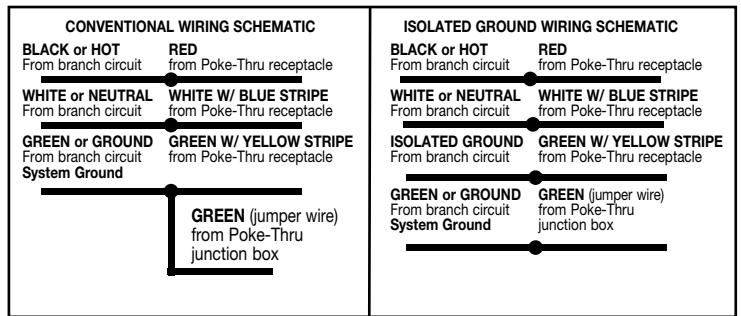 CONVENTIONAL WIRING SCHEMATIC
BLACK or HOT RED
From branch circuit from Poke-Thru receptacle
WHITE or NEUTRAL WHITE W/ BLUE STRIPE
From branch circuit from Poke-Thru receptacle
GREEN or GROUND GREEN W/ YELLOW STRIPE
From branch circuit from Poke-Thru receptacle
System Ground
GREEN (jumper wire)
from Poke-Thru
junction box
ISOLATED GROUND WIRING SCHEMATIC
BLACK or HOT RED
From branch circuit from Poke-Thru receptacle
WHITE or NEUTRAL WHITE W/ BLUE STRIPE
From branch circuit from Poke-Thru receptacle
ISOLATED GROUND GREEN W/ YELLOW STRIPE
From branch circuit from Poke-Thru receptacle
GREEN or GROUND GREEN (jumper wire)
From branch circuit from Poke-Thru
System Ground junction box